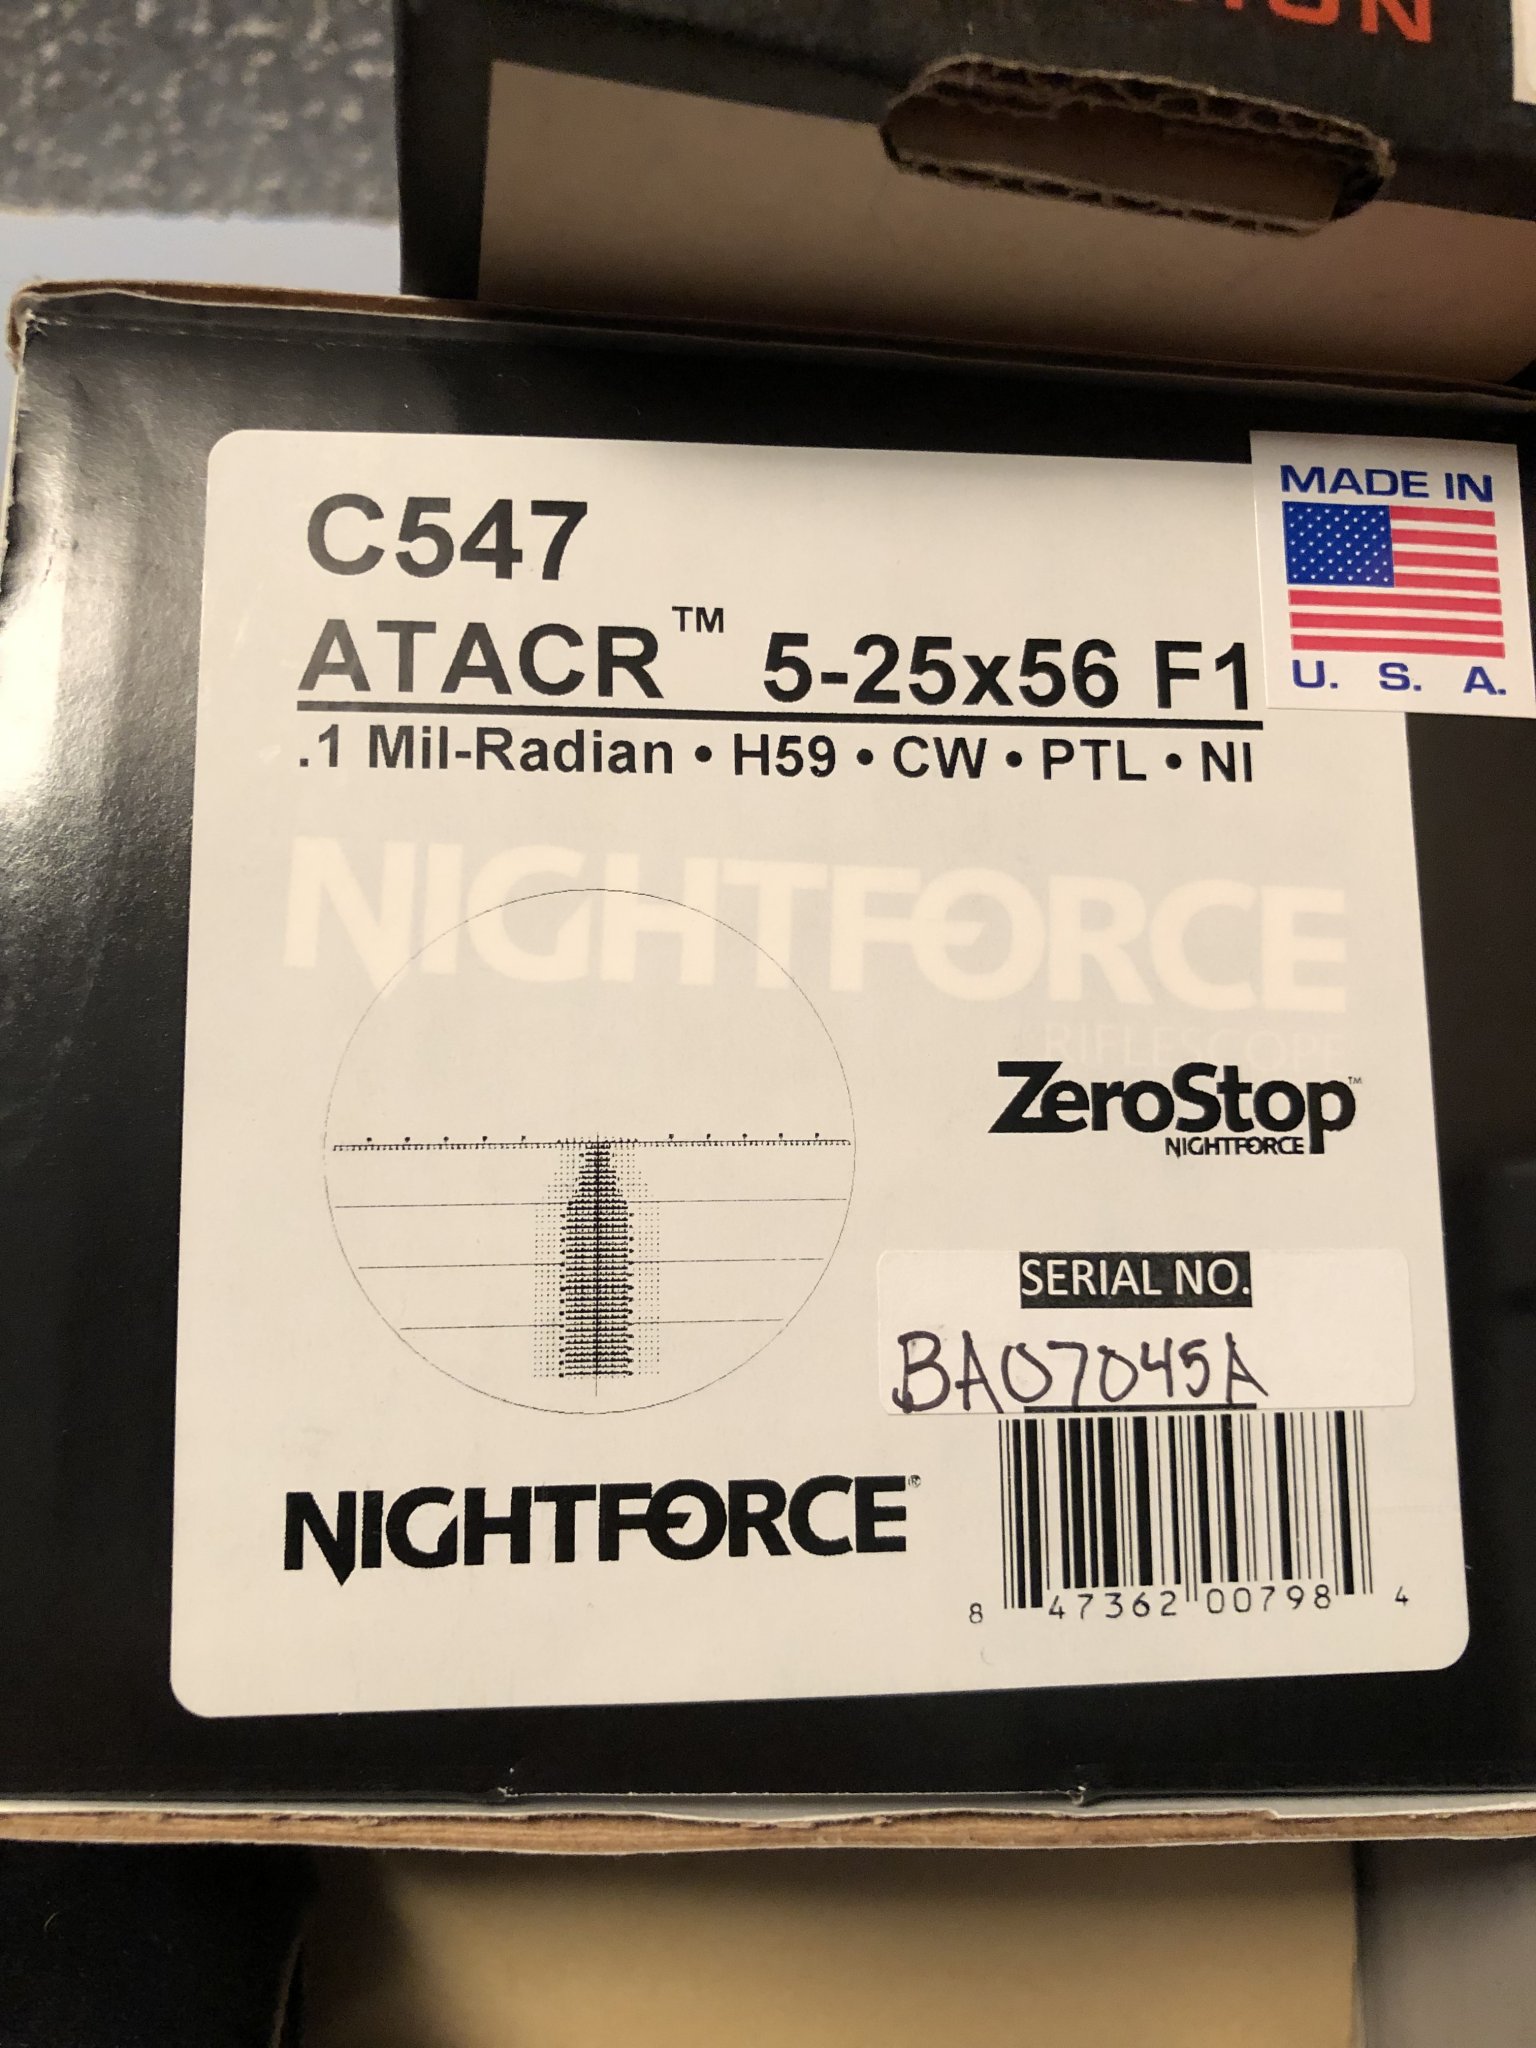 C547
ATACR™ 5-25x56 F1
.1 Mil-Radian • H59 • CW • PTL • NI
MADE IN
U. S. A.
NIGHTFORCE
RIFLESCOPE
ZeroStop™
NIGHTFORCE
SERIAL NO.
BA07045A
NIGHTFORCE®
8 47362 00798 4